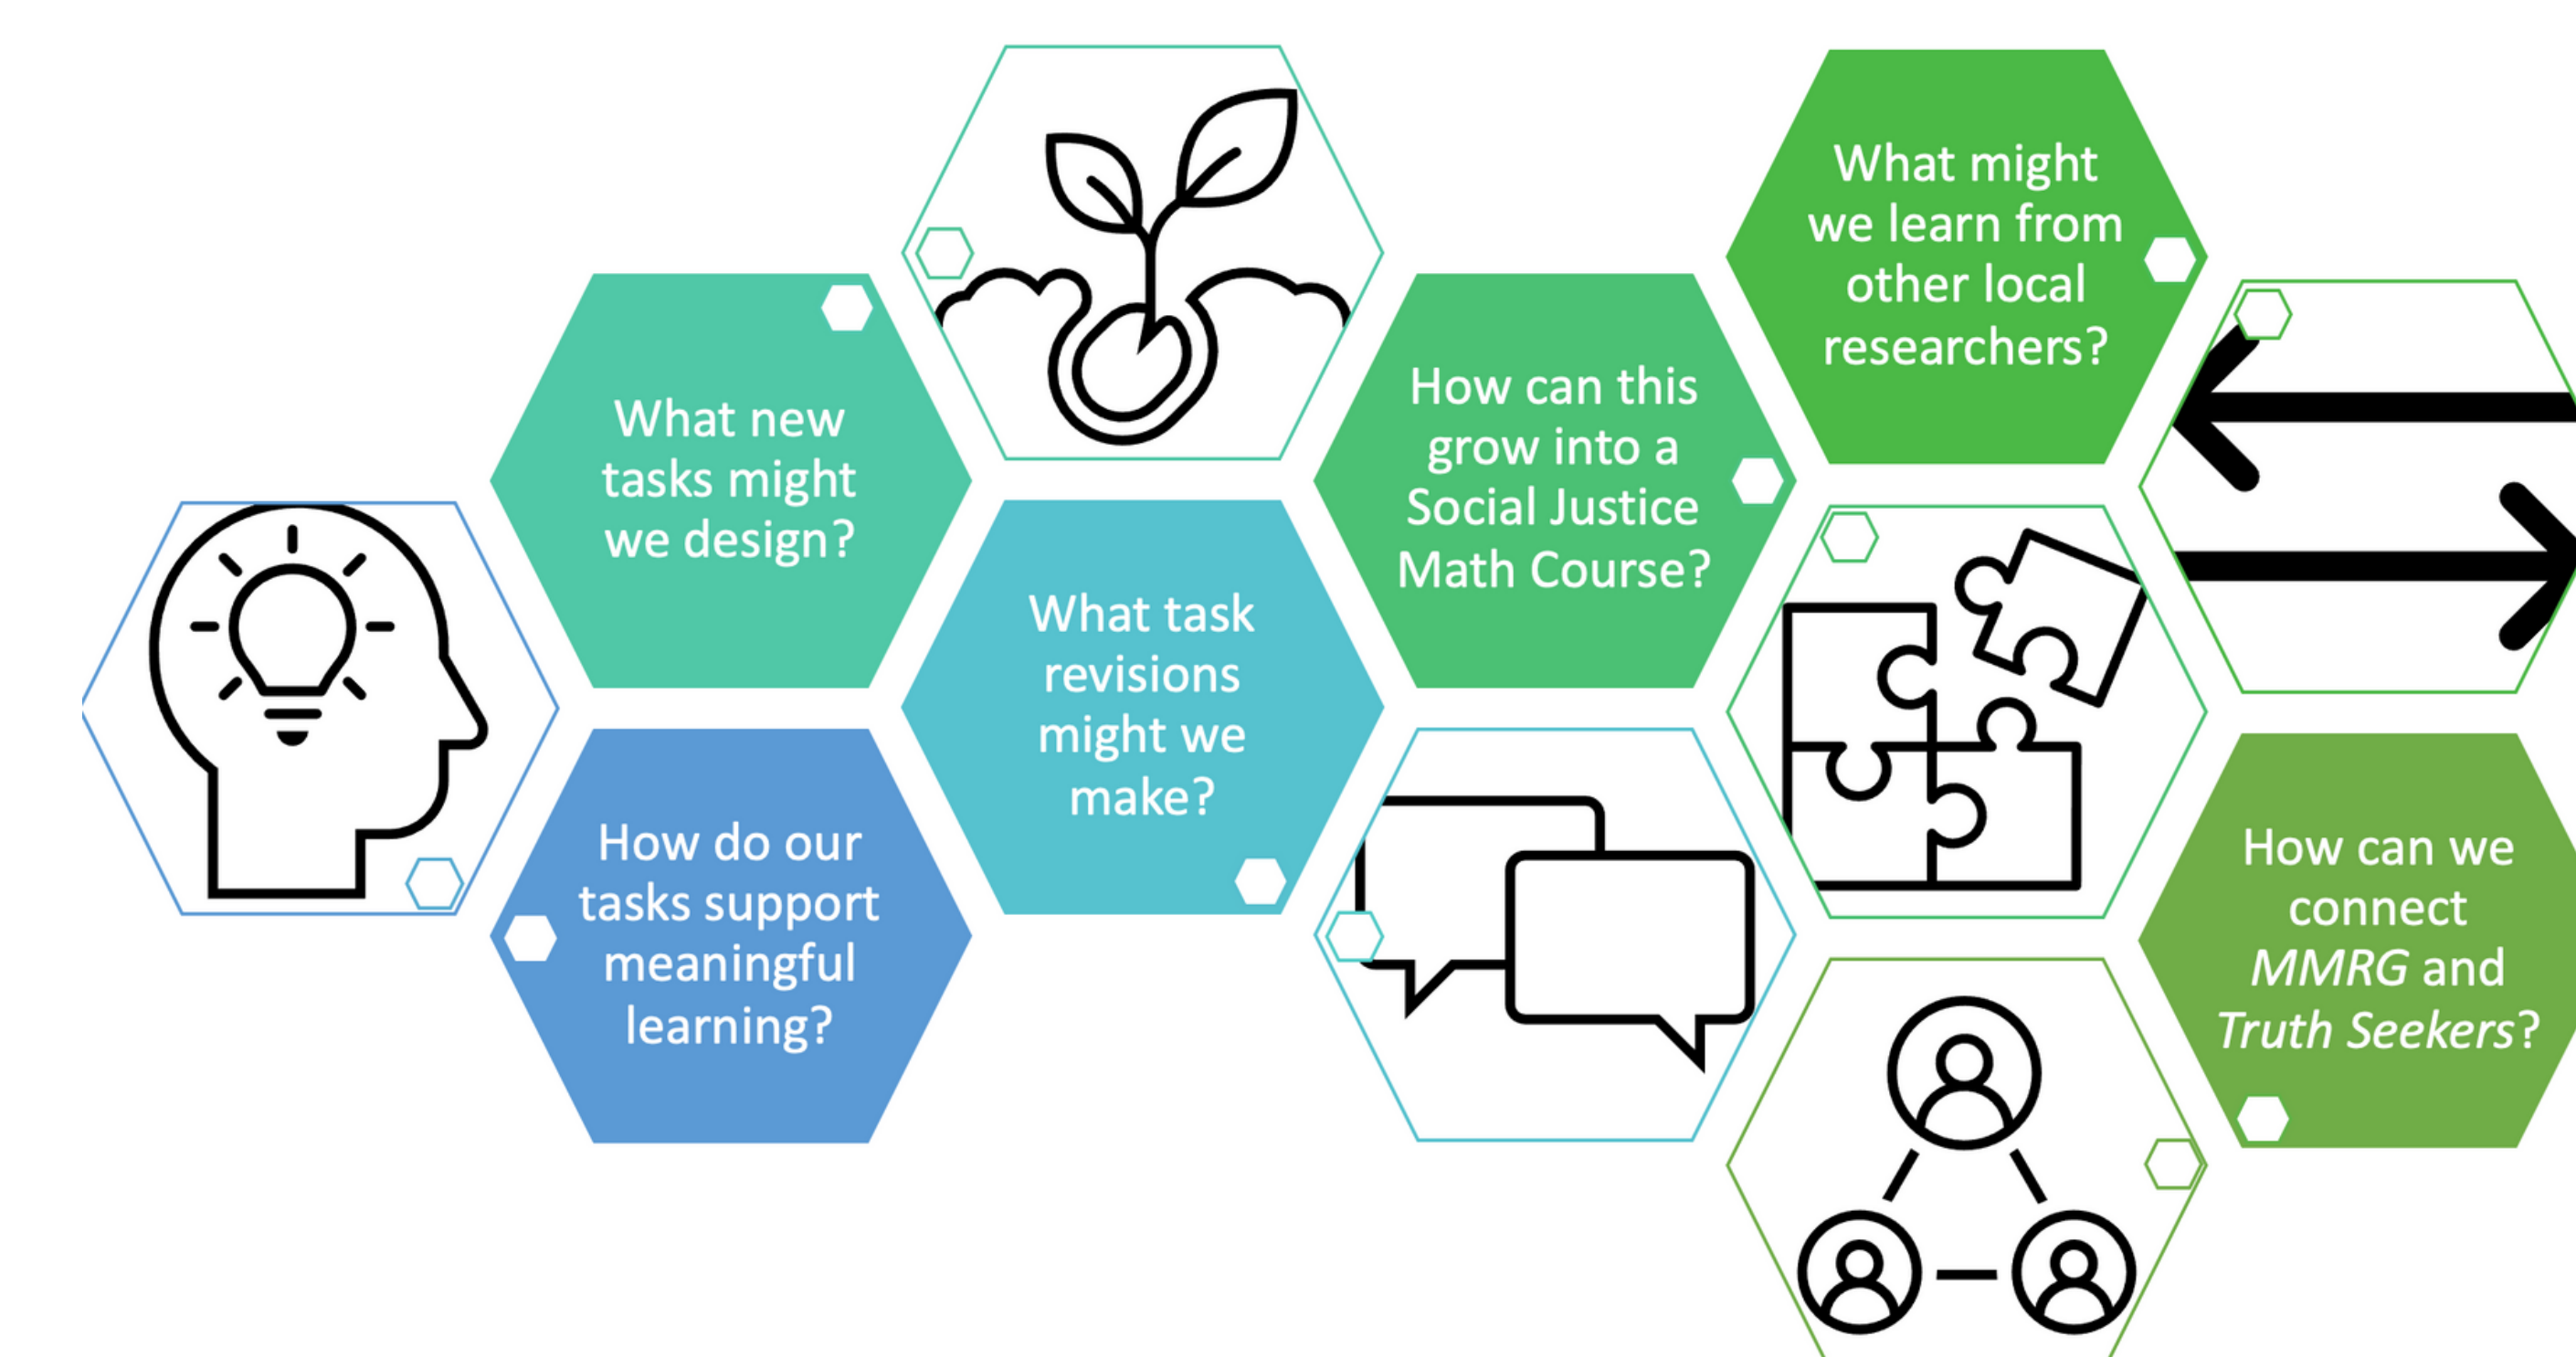 What new
tasks might
we design?
How do our
tasks support
meaningful
learning?
What task
revisions
might we
make?
How can this
grow into a
Social Justice
Math Course?
What might
we learn from
other local
researchers?
How can we
connect
MMRG and
Truth Seekers?